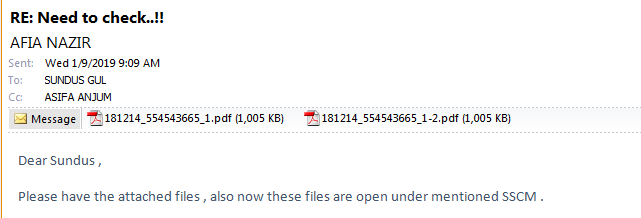 RE: Need to check..!!
AFIA NAZIR
Sent: Wed 1/9/2019 9:09 AM
To: SUNDUS GUL
Cc: ASIFA ANJUM
Message 181214_554543665_1.pdf (1,005 KB) 181214_554543665_1-2.pdf (1,005 KB)
Dear Sundus ,
Please have the attached files , also now these files are open under mentioned SSCM .